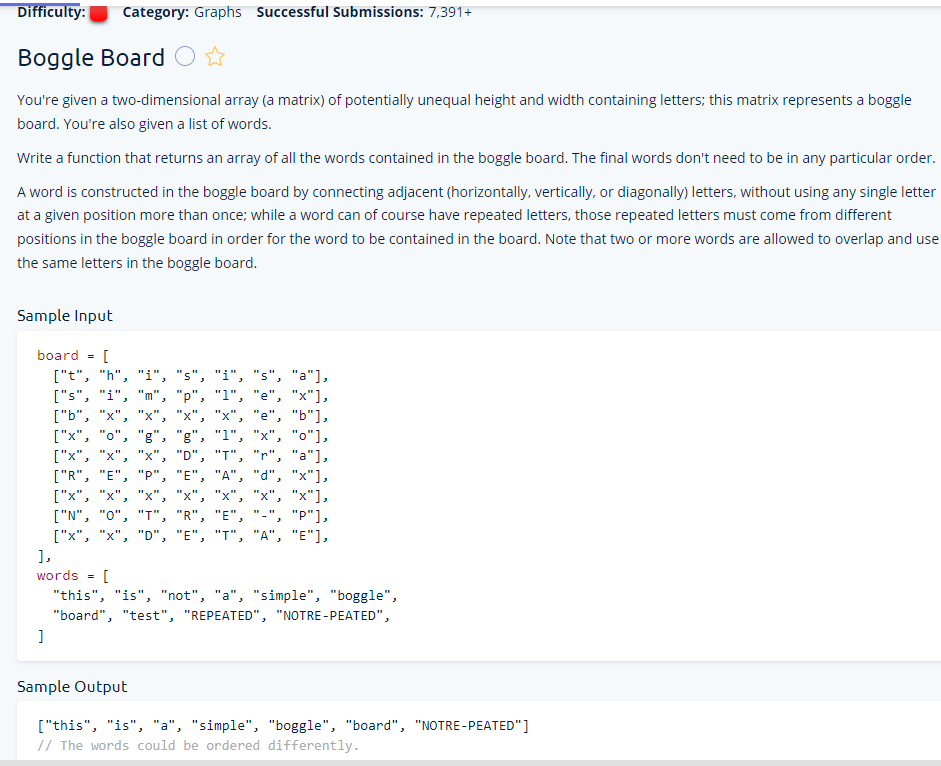 Difficulty: Category: Graphs Successful Submissions: 7,391+
Boggle Board
You're given a two-dimensional array (a matrix) of potentially unequal height and width containing letters; this matrix represents a boggle
board. You're also given a list of words.
Write a function that returns an array of all the words contained in the boggle board. The final words don't need to be in any particular order.
A word is constructed in the boggle board by connecting adjacent (horizontally, vertically, or diagonally) letters, without using any single letter
at a given position more than once; while a word can of course have repeated letters, those repeated letters must come from different
positions in the boggle board in order for the word to be contained in the board. Note that two or more words are allowed to overlap and use
the same letters in the boggle board.
Sample Input
board = [
["t", "h", "i", "s", "i", "s", "a"],
["s", "i", "m", "p", "l", "e", "x"],
["b", "x", "x", "x", "x", "e", "b"],
["x", "o", "g", "g", "l", "x", "o"],
["x", "x", "x", "D", "T", "r", "a"],
["R", "E", "P", "E", "A", "d", "x"],
["x", "x", "x", "x", "x", "x", "x"],
["N", "O", "T", "R", "E", "-", "P"],
["x", "x", "D", "E", "T", "A", "E"],
],
words = [
"this", "is", "not", "a", "simple", "boggle",
"board", "test", "REPEATED", "NOTRE-PEATED",
]
Sample Output
["this", "is", "a", "simple", "boggle", "board", "NOTRE-PEATED"]
// The words could be ordered differently.